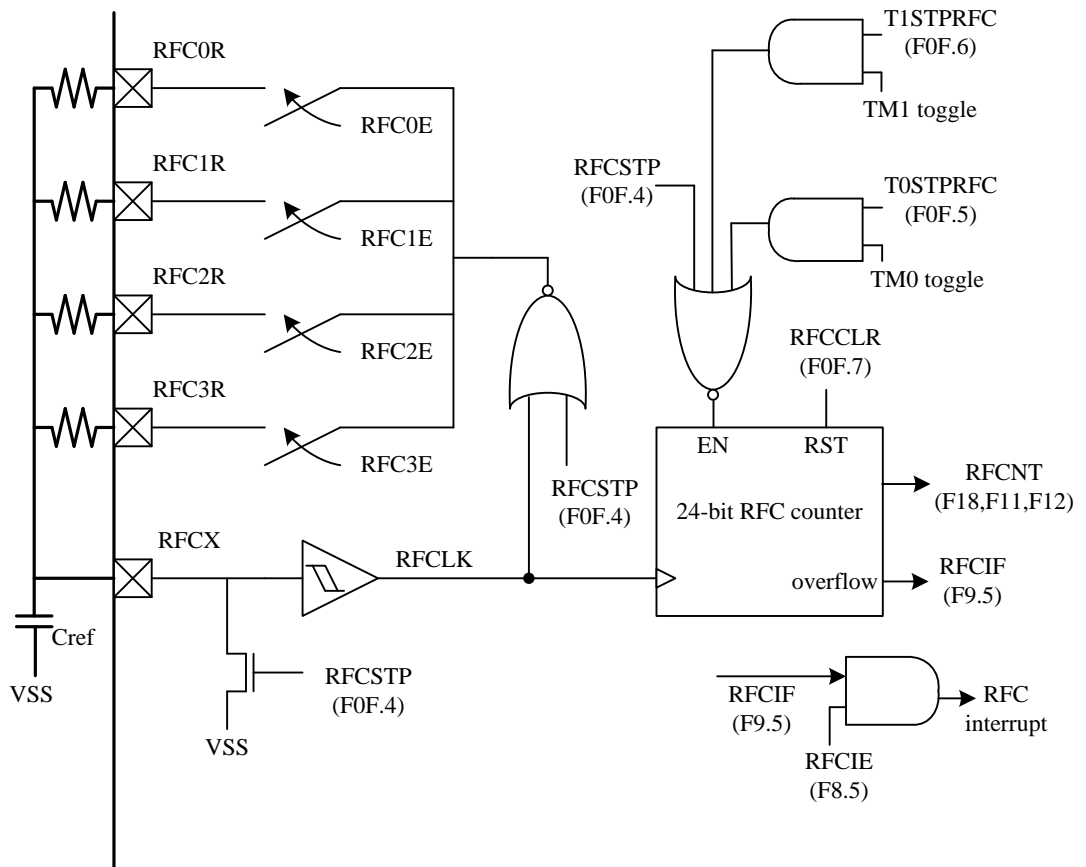 T1STPRFC
(F0F.6)
TM1 toggle
RFC0R
RFC0E
RFC1R
RFC1E
RFC2R
RFC2E
RFC3R
RFC3E
RFCSTP
(F0F.4)
T0STPRFC
(F0F.5)
TM0 toggle
RFCCLR
(F0F.7)
EN
RST
24-bit RFC counter
overflow
RFCNT
(F18,F11,F12)
RFCIF
(F9.5)
RFCSTP
(F0F.4)
RFCX
RFCLK
Cref
VSS
RFCSTP
(F0F.4)
VSS
RFCIF
(F9.5)
RFCIE
(F8.5)
RFC
interrupt